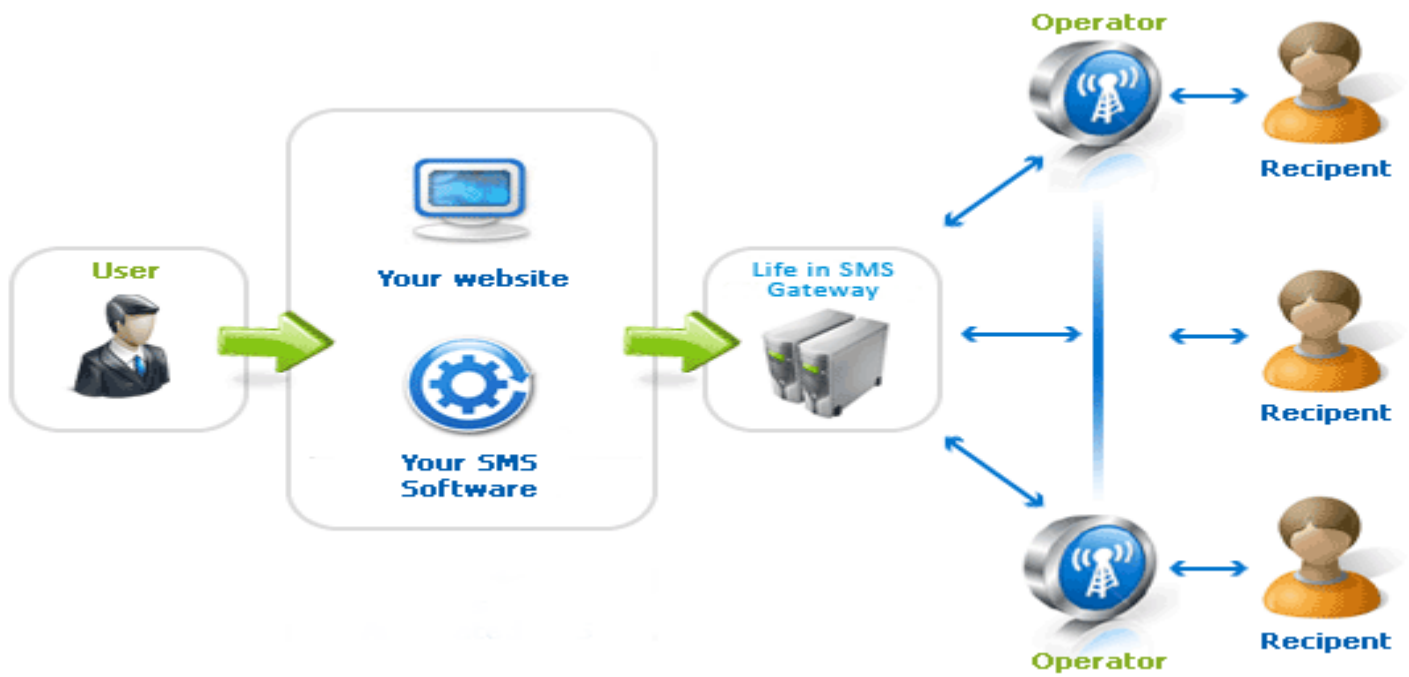 User
Your website
Your SMS
Software
Life in SMS
Gateway
Operator
Recipent
Recipent
Operator
Recipent